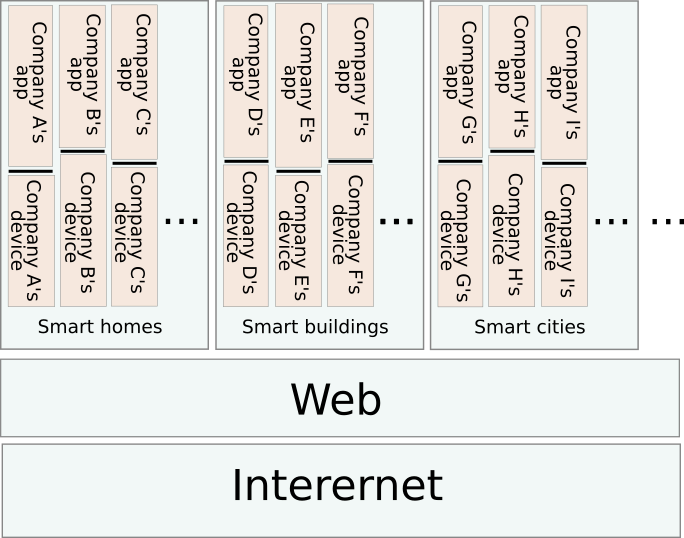 Company A's
app
Company B's
app
Company C's
app
Company A's
device
Company B's
device
Company C's
device
...
Smart homes
Company D's
app
Company E's
app
Company F's
app
Company D's
device
Company E's
device
Company F's
device
...
Smart buildings
Company G's
app
Company H's
app
Company I's
app
Company G's
device
Company H's
device
Company I's
device
...
Smart cities
...
Web
Interernet